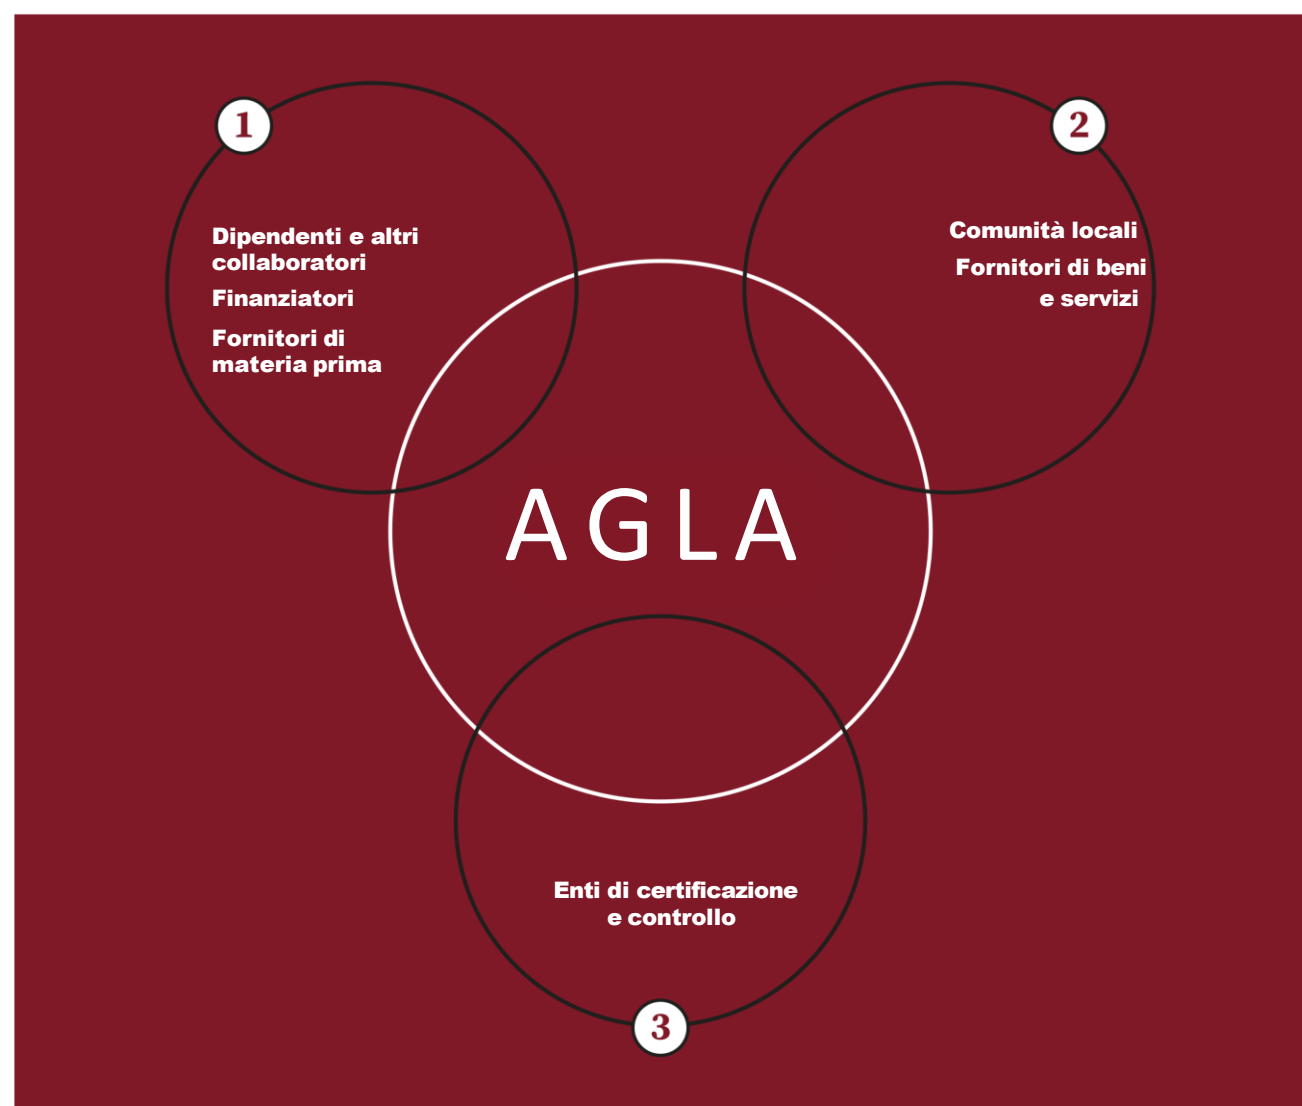 1
Dipendenti e altri
collaboratori
Finanziatori
Fornitori di
materia prima
2
Comunità locali
Fornitori di beni
e servizi
AGLA
Enti di certificazione
e controllo
3